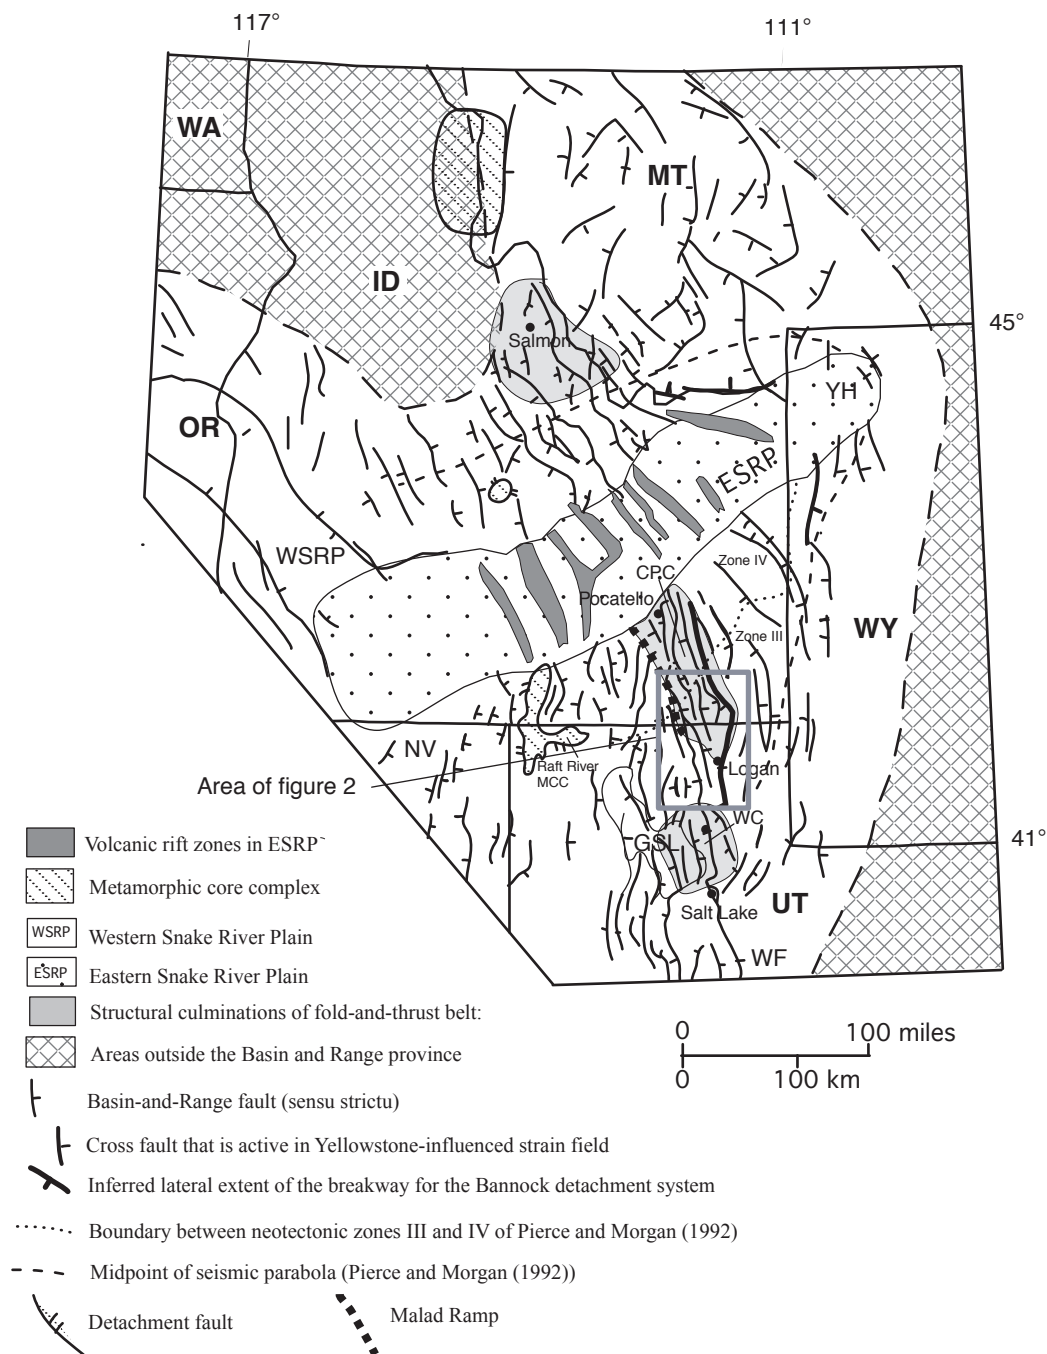 117°
111°
WA
MT
ID
45°
Salmon
YH
OR
ESRP
WSRP
Zone IV
CPC
Pocatello
WY
Zone III
NV
Raft River
MCC
Logan
Area of figure 2
WC
GSL
41°
Salt Lake
UT
WF
Volcanic rift zones in ESRP~
Metamorphic core complex
WSRP Western Snake River Plain
ESRP Eastern Snake River Plain
Structural culminations of fold-and-thrust belt:
Areas outside the Basin and Range province
0 100 miles
0 100 km
Basin-and-Range fault (sensu strictu)
Cross fault that is active in Yellowstone-influenced strain field
Inferred lateral extent of the breakway for the Bannock detachment system
Boundary between neotectonic zones III and IV of Pierce and Morgan (1992)
Midpoint of seismic parabola (Pierce and Morgan (1992))
Detachment fault
Malad Ramp